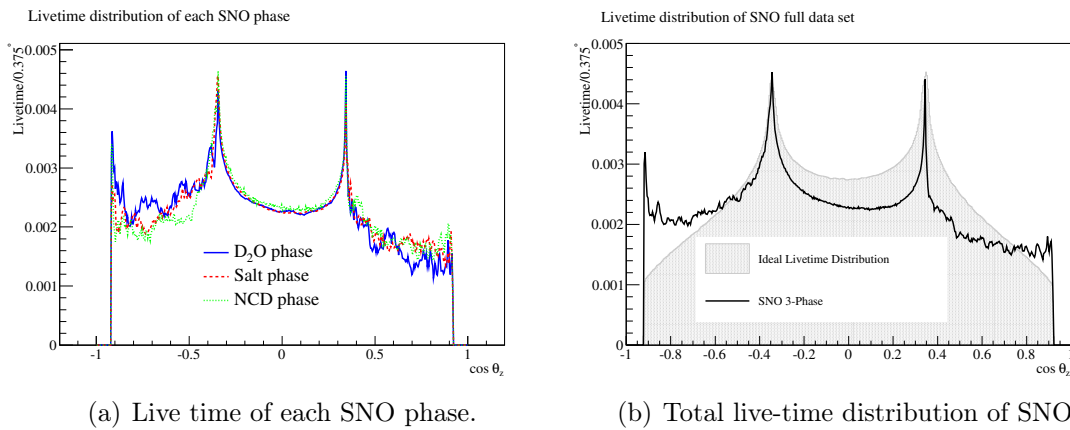 Livetime distribution of each SNO phase
Livetime/0.375°
0.005
0.004
0.003
0.002
0.001
0
D₂O phase
Salt phase
NCD phase
-1 -0.5 0 0.5 1
cos θz
(a) Live time of each SNO phase.
Livetime distribution of SNO full data set
Livetime/0.375°
0.005
0.004
0.003
0.002
0.001
0
Ideal Livetime Distribution
SNO 3-Phase
-1 -0.8 -0.6 -0.4 -0.2 0 0.2 0.4 0.6 0.8 1
cos θz
(b) Total live-time distribution of SNO